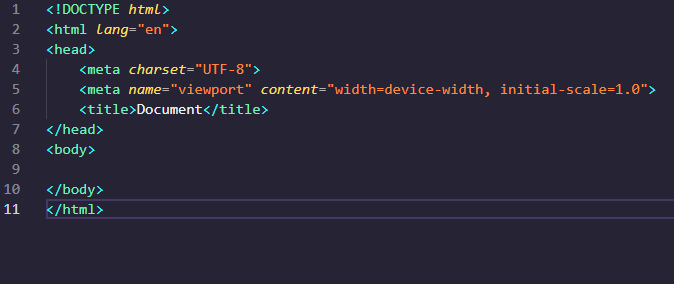 1 <!DOCTYPE html>
2 <html lang="en">
3 <head>
4     <meta charset="UTF-8">
5     <meta name="viewport" content="width=device-width, initial-scale=1.0">
6     <title>Document</title>
7 </head>
8 <body>
9
10 </body>
11 </html>